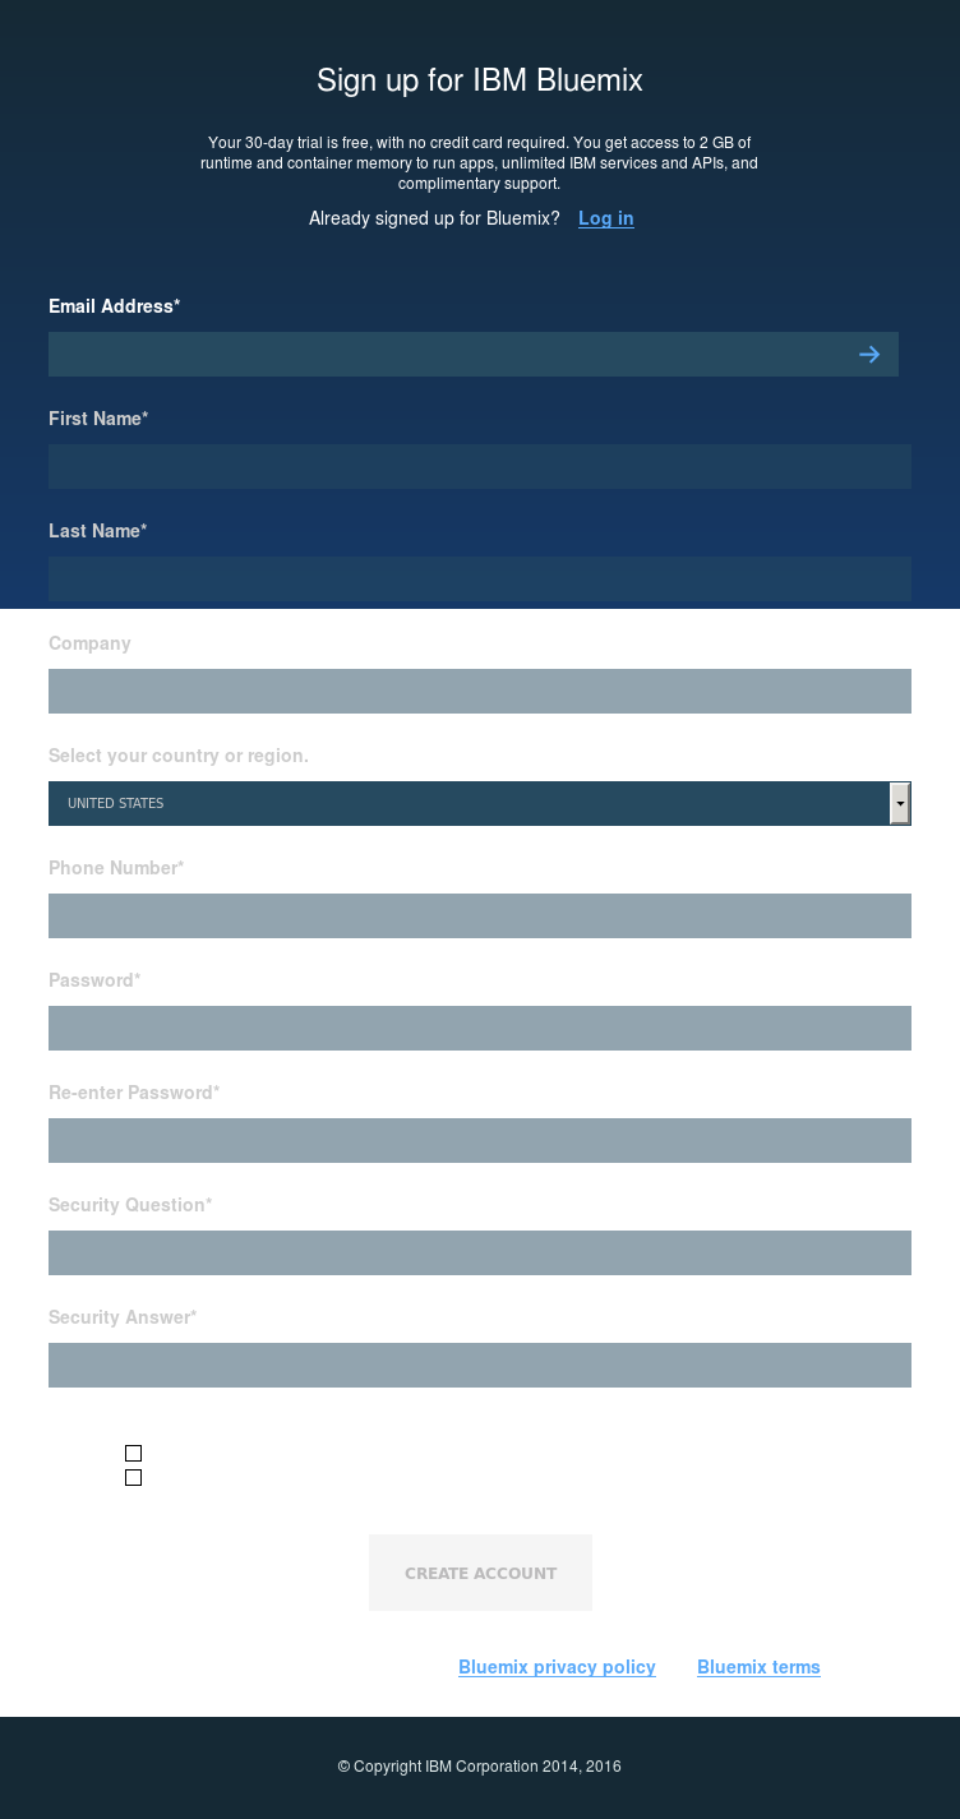 Sign up for IBM Bluemix
Your 30-day trial is free, with no credit card required. You get access to 2 GB of
runtime and container memory to run apps, unlimited IBM services and APIs, and
complimentary support.
Already signed up for Bluemix? Log in
Email Address*
First Name*
Last Name*
Company
Select your country or region.
UNITED STATES
Phone Number*
Password*
Re-enter Password*
Security Question*
Security Answer*
CREATE ACCOUNT
Bluemix privacy policy Bluemix terms
© Copyright IBM Corporation 2014, 2016